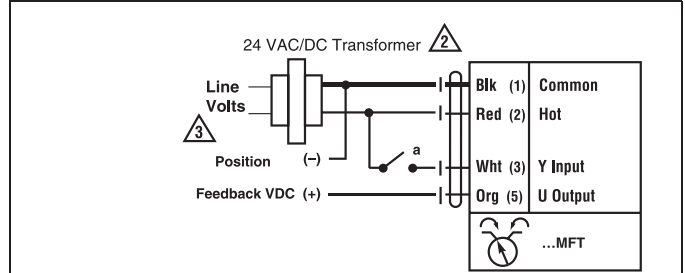 24 VAC/DC Transformer 2
Line Volts
3
Blk (1) Common
Red (2) Hot
a
Position (–)
Wht (3) Y Input
Feedback VDC (+)
Org (5) U Output
...MFT